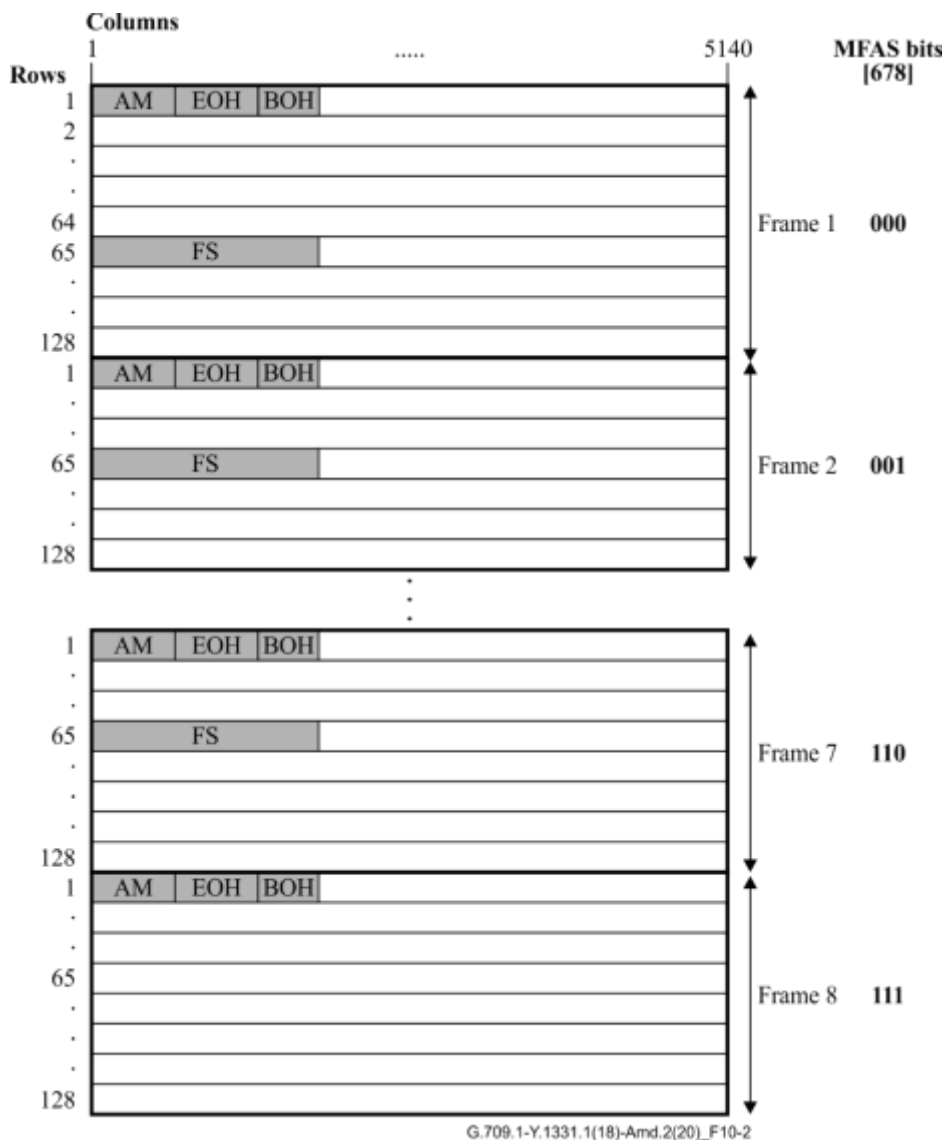 Columns
1 ..... 5140 MFAS bits
Rows [678]
1 AM EOH BOH
2
.
.
64 Frame 1 000
65 FS
.
.
128
1 AM EOH BOH
.
.
65 FS Frame 2 001
.
.
128
.
.
.
1 AM EOH BOH
.
.
65 FS
. Frame 7 110
.
.
128
1 AM EOH BOH
.
.
65
. Frame 8 111
.
.
128
G.709.1-Y.1331.1(18)-Amd.2(20)_F10-2